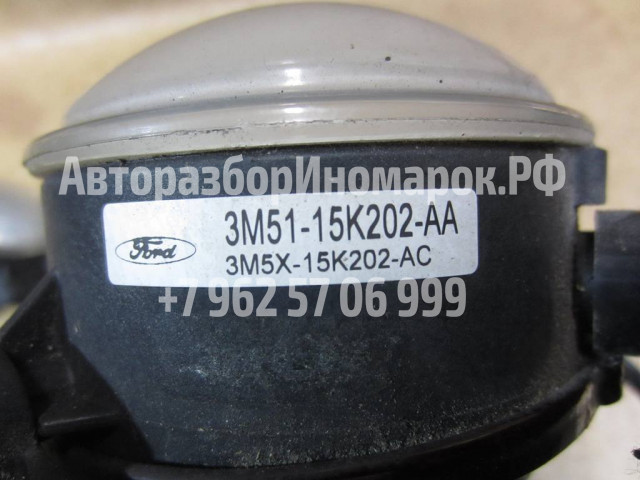 АвторазборИномарок.РФ
Ford
3M51-15K202-AA
3M5X-15K202-AC
+7 962 57 06 999